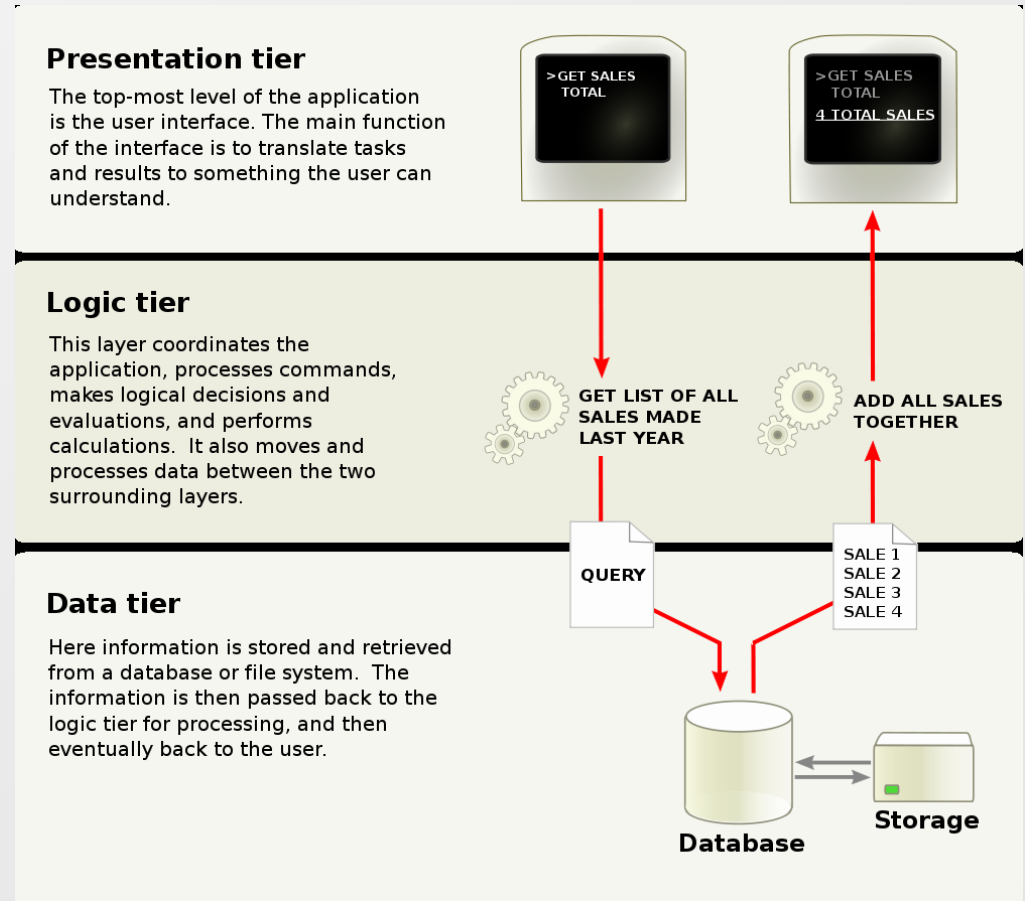 Presentation tier
The top-most level of the application
is the user interface. The main function
of the interface is to translate tasks
and results to something the user can
understand.
>GET SALES
TOTAL
>GET SALES
TOTAL
4 TOTAL SALES
Logic tier
This layer coordinates the
application, processes commands,
makes logical decisions and
evaluations, and performs
calculations.  It also moves and
processes data between the two
surrounding layers.
GET LIST OF ALL
SALES MADE
LAST YEAR
ADD ALL SALES
TOGETHER
QUERY
SALE 1
SALE 2
SALE 3
SALE 4
Data tier
Here information is stored and retrieved
from a database or file system.  The
information is then passed back to the
logic tier for processing, and then
eventually back to the user.
Database
Storage